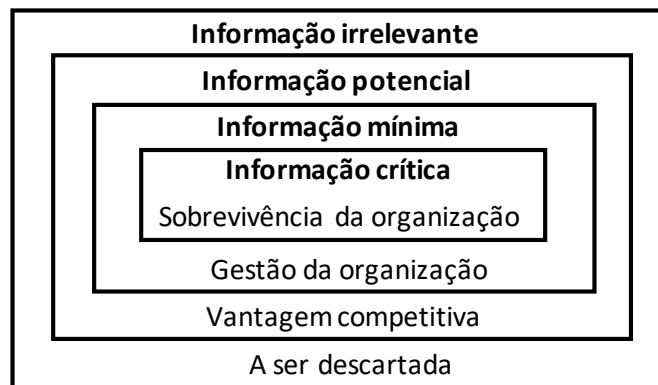 Informação irrelevante
Informação potencial
Informação mínima
Informação crítica
Sobrevivência da organização
Gestão da organização
Vantagem competitiva
A ser descartada